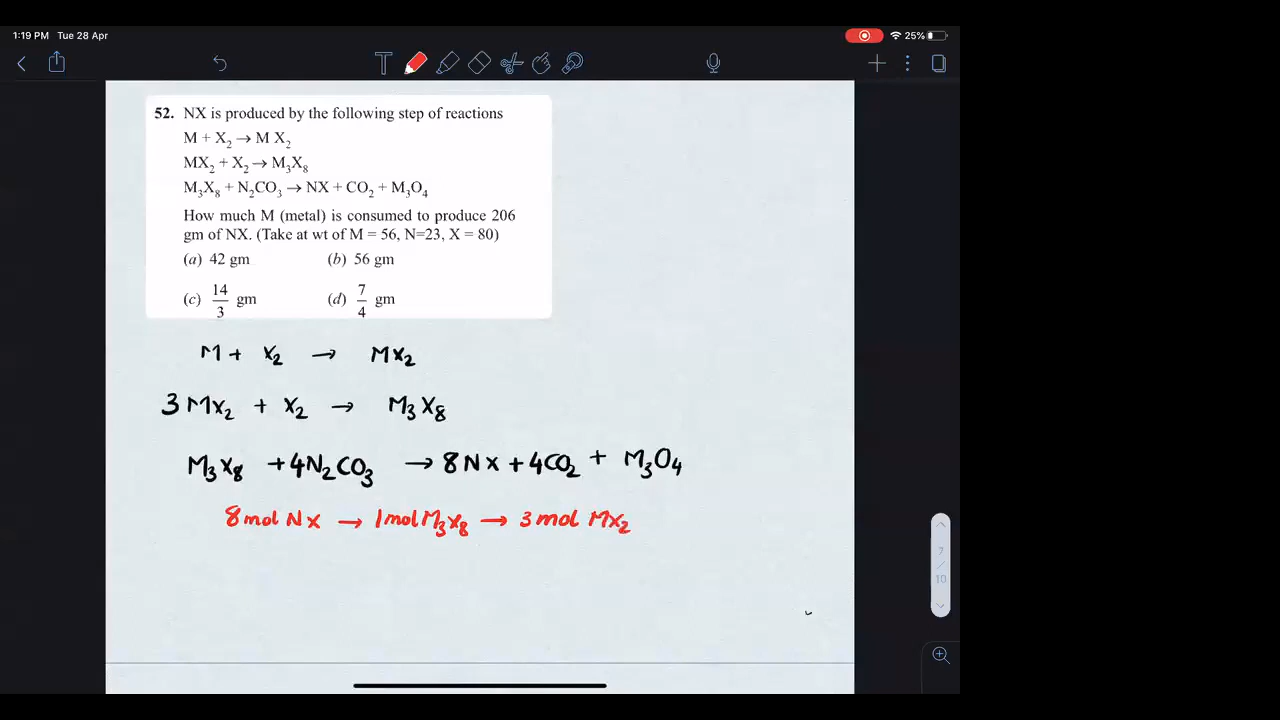 1:19 PM Tue 28 Apr
25%
T
52. NX is produced by the following step of reactions
M + X₂ → M X₂
MX₂ + X₂ → M₃X₈
M₃X₈ + N₂CO₃ → NX + CO₂ + M₃O₄
How much M (metal) is consumed to produce 206
gm of NX. (Take at wt of M = 56, N=23, X = 80)
(a) 42 gm (b) 56 gm
(c) 14/3 gm (d) 7/4 gm
M + X₂ → MX₂
3 MX₂ + X₂ → M₃X₈
M₃X₈ + 4N₂CO₃ → 8NX + 4CO₂ + M₃O₄
8 mol NX → 1 mol M₃X₈ → 3 mol MX₂
7
/
10